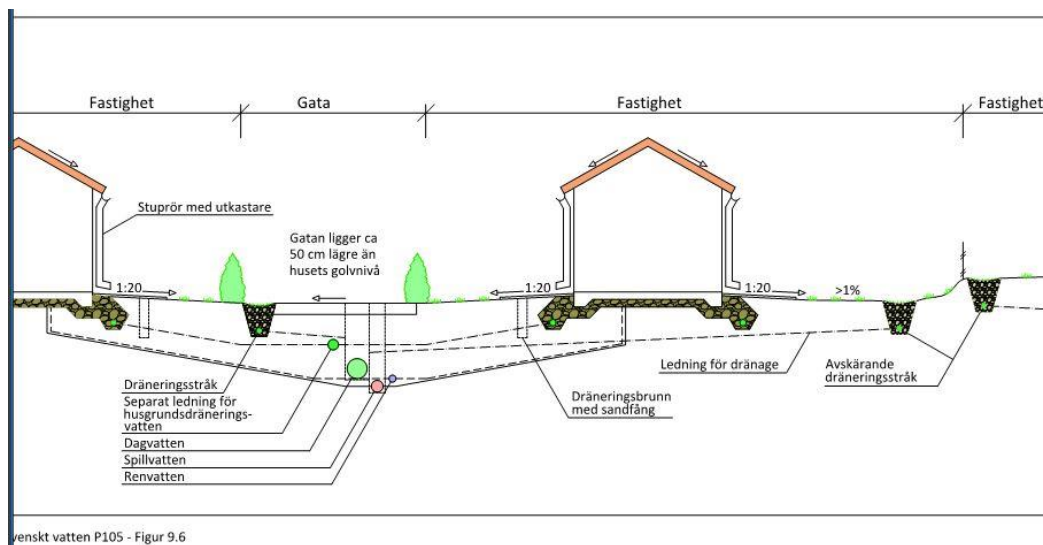 Fastighet
Gata
Fastighet
Fastighet
Stuprör med utkastare
Gatan ligger ca
50 cm lägre än
husets golvnivå
1:20
1:20
1:20
>1%
Dräneringsstråk
Separat ledning för
husgrundsdränerings-
vatten
Dagvatten
Spillvatten
Renvatten
Dräneringsbrunn
med sandfång
Ledning för dränage
Avskärande
dräneringsstråk
venskt vatten P105 - Figur 9.6